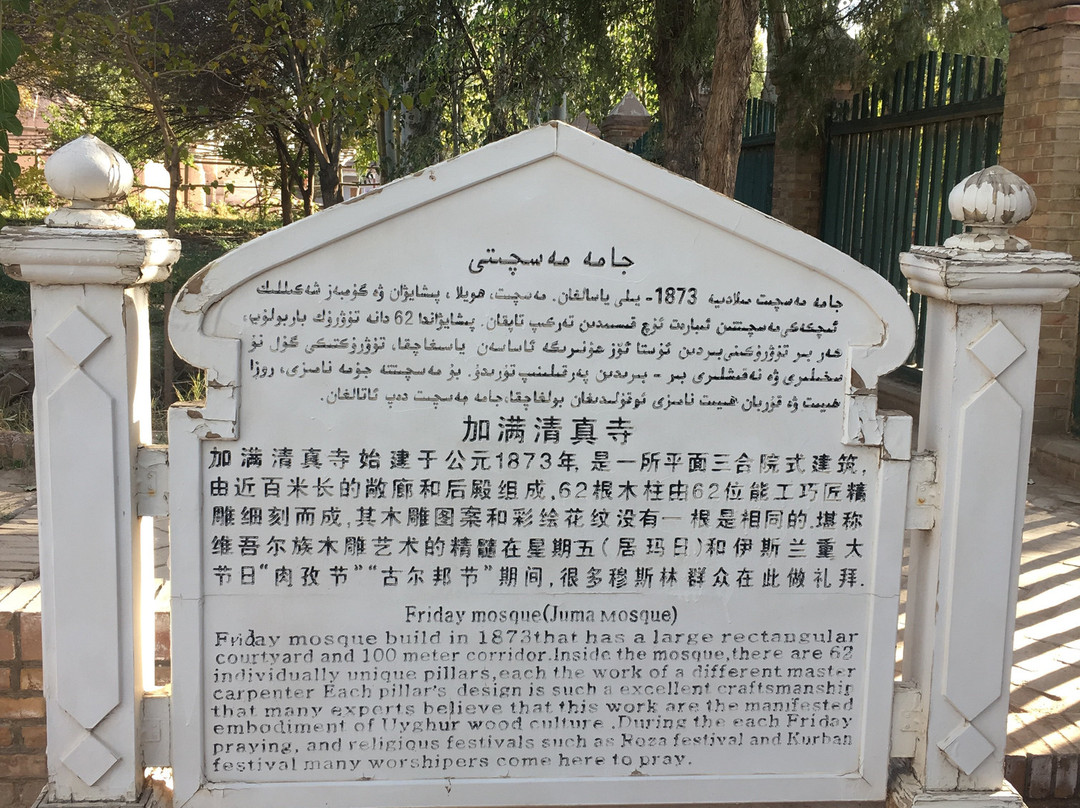 جامە مەسچىتى
جامە مەسچىت مىلادىيە 1873- يىلى ياسالغان. مەسچىت، ھويلا، پىشايۋان ۋە گۈمبەز شەكىللىك
ئىچكەكى مەسچىتتىن ئىبارەت ئۈچ قىسىمدىن تەركىپ تاپقان. پىشايۋاندا 62 دانە تۈۋرۈك بار بولۇپ،
ھەر بىر تۈۋرۈكنى بىردىن ئۇستا ئۆز ھۈنىرىگە ئاساسەن ياسىغاچقا، تۈۋرۈكتىكى گۈل نۇ
سخىلىرى ۋە نەقىشلىرى بىر - بىرىدىن پەرقلىنىپ تۇرىدۇ. بۇ مەسچىتتە جۈمە نامىزى، روزا
ھېيت ۋە قۇربان ھېيت نامىزى ئوقۇلىدىغان بولغاچقا،جامە مەسچىت دەپ ئاتالغان.
加满清真寺
加满清真寺始建于公元1873年,是一所平面三合院式建筑,
由近百米长的敞廊和后殿组成,62根木柱由62位能工巧匠精
雕细刻而成,其木雕图案和彩绘花纹没有一根是相同的.堪称
维吾尔族木雕艺术的精髓在星期五(居玛日)和伊斯兰重大
节日“肉孜节”“古尔邦节”期间,很多穆斯林群众在此做礼拜.
Friday mosque(Juma Mosque)
Friday mosque build in 1873that has a large rectangular
courtyard and 100 meter corridor.Inside the mosque,there are 62
individually unique pillars,each the work of a different master
carpenter Each pillar's design is such a excellent craftsmanship
that many experts believe that this work are the manifested
embodiment of Uyghur wood culture .During the each Friday
praying, and religious festivals such as Roza festival and Kurban
festival many worshipers come here to pray.